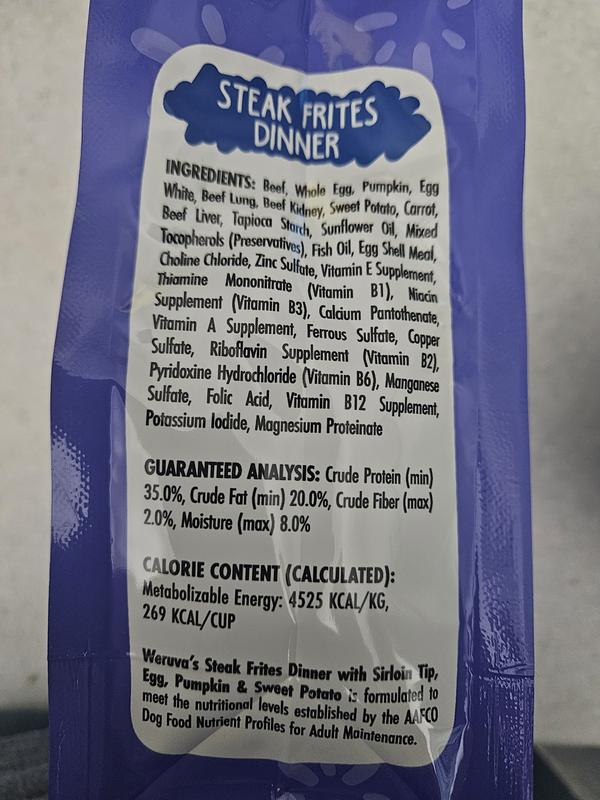 STEAK FRITES
DINNER
INGREDIENTS: Beef, Whole Egg, Pumpkin, Egg
White, Beef Lung, Beef Kidney, Sweet Potato, Carrot,
Beef Liver, Tapioca Starch, Sunflower Oil, Mixed
Tocopherols (Preservatives), Fish Oil, Egg Shell Meal,
Choline Chloride, Zinc Sulfate, Vitamin E Supplement,
Thiamine Mononitrate (Vitamin B1), Niacin
Supplement (Vitamin B3), Calcium Pantothenate,
Vitamin A Supplement, Ferrous Sulfate, Copper
Sulfate, Riboflavin Supplement (Vitamin B2),
Pyridoxine Hydrochloride (Vitamin B6), Manganese
Sulfate, Folic Acid, Vitamin B12 Supplement,
Potassium Iodide, Magnesium Proteinate
GUARANTEED ANALYSIS: Crude Protein (min)
35.0%, Crude Fat (min) 20.0%, Crude Fiber (max)
2.0%, Moisture (max) 8.0%
CALORIE CONTENT (CALCULATED):
Metabolizable Energy: 4525 KCAL/KG,
269 KCAL/CUP
Weruva's Steak Frites Dinner with Sirloin Tip,
Egg, Pumpkin & Sweet Potato is formulated to
meet the nutritional levels established by the AAFCO
Dog Food Nutrient Profiles for Adult Maintenance.